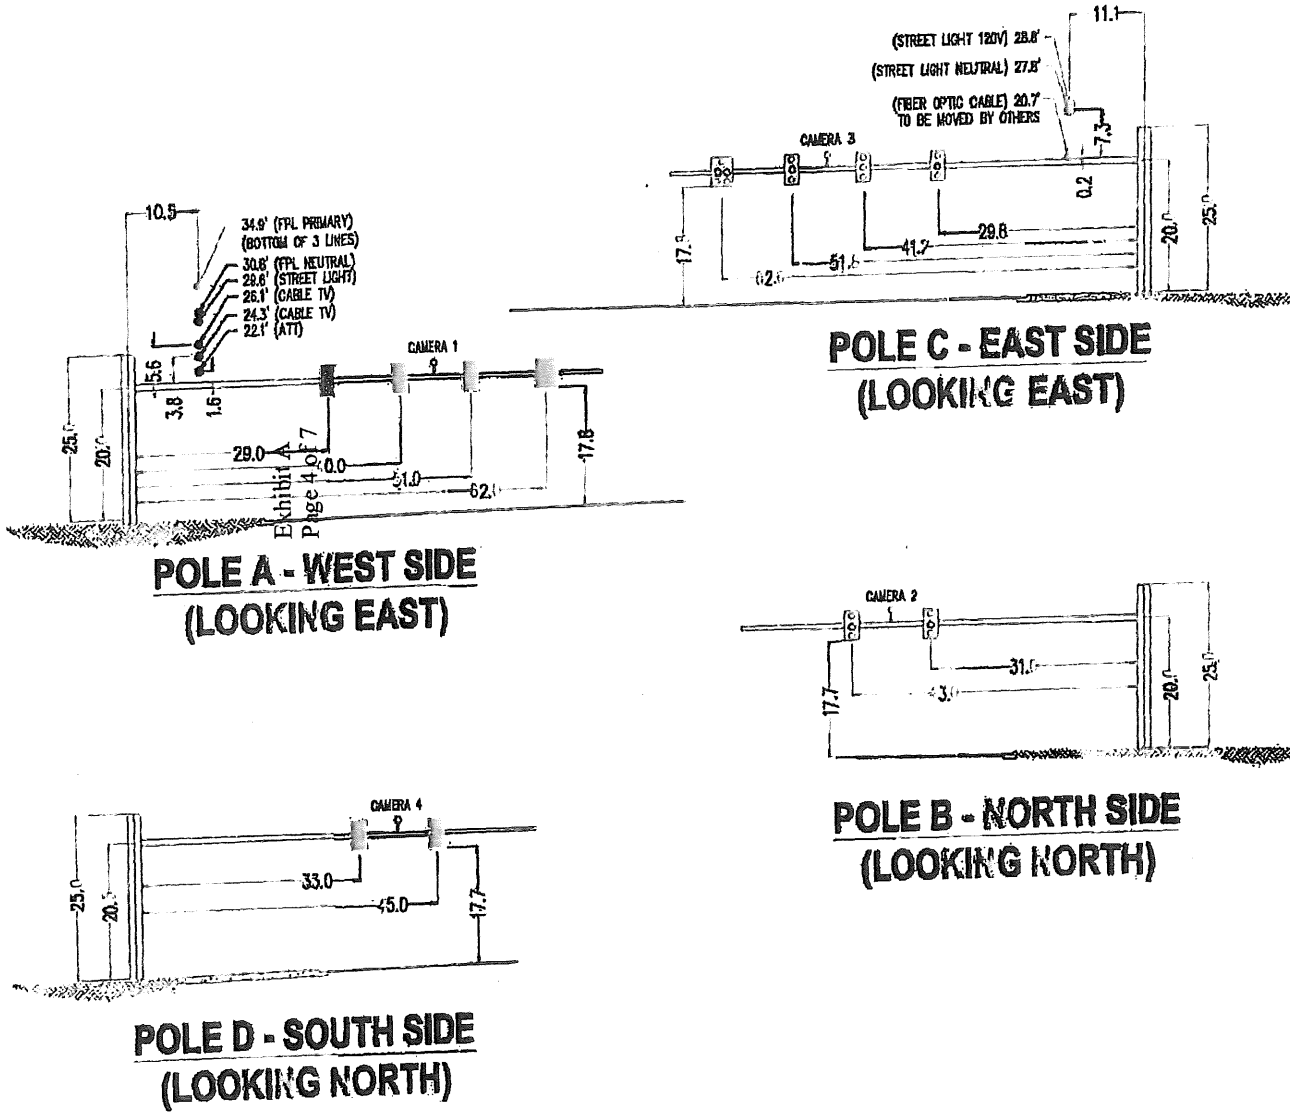 11.1
(STREET LIGHT 120V) 28.8'
(STREET LIGHT NEUTRAL) 27.8'
(FIBER OPTIC CABLE) 20.7'
TO BE MOVED BY OTHERS
7.3
CAMERA 3
0.2
29.8
41.2
51.6
62.6
17.8
20.0
25.0
POLE C - EAST SIDE
(LOOKING EAST)
10.5
34.9' (FPL PRIMARY)
(BOTTOM OF 3 LINES)
30.8' (FPL NEUTRAL)
29.6' (STREET LIGHT)
26.1' (CABLE TV)
24.3' (CABLE TV)
22.1' (ATT)
CAMERA 1
5.6
3.8
1.6
25.0
20.0
29.0
40.0
51.0
62.0
17.8
Exhibit A
Page 4 of 7
POLE A - WEST SIDE
(LOOKING EAST)
CAMERA 2
31.0
43.0
17.7
20.0
25.0
POLE B - NORTH SIDE
(LOOKING NORTH)
CAMERA 4
25.0
20.5
33.0
45.0
17.7
POLE D - SOUTH SIDE
(LOOKING NORTH)